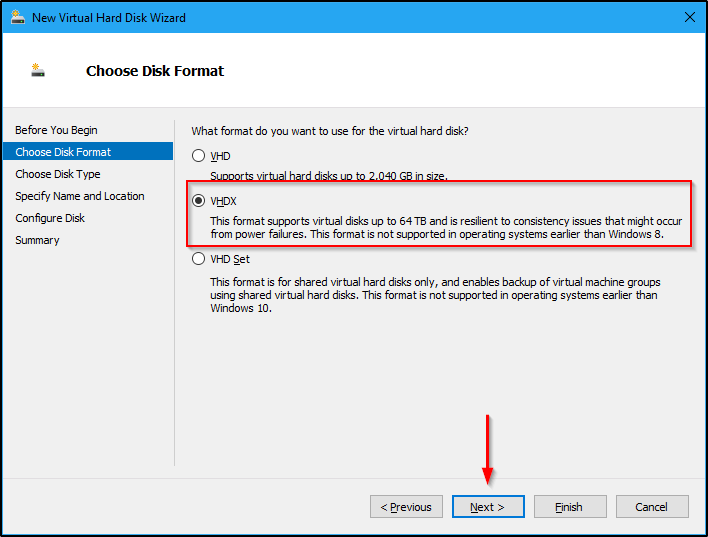 New Virtual Hard Disk Wizard
Choose Disk Format
Before You Begin
Choose Disk Format
Choose Disk Type
Specify Name and Location
Configure Disk
Summary
What format do you want to use for the virtual hard disk?
VHD
Supports virtual hard disks up to 2,040 GB in size.
VHDX
This format supports virtual disks up to 64 TB and is resilient to consistency issues that might occur
from power failures. This format is not supported in operating systems earlier than Windows 8.
VHD Set
This format is for shared virtual hard disks only, and enables backup of virtual machine groups
using shared virtual hard disks. This format is not supported in operating systems earlier than
Windows 10.
< Previous
Next >
Finish
Cancel